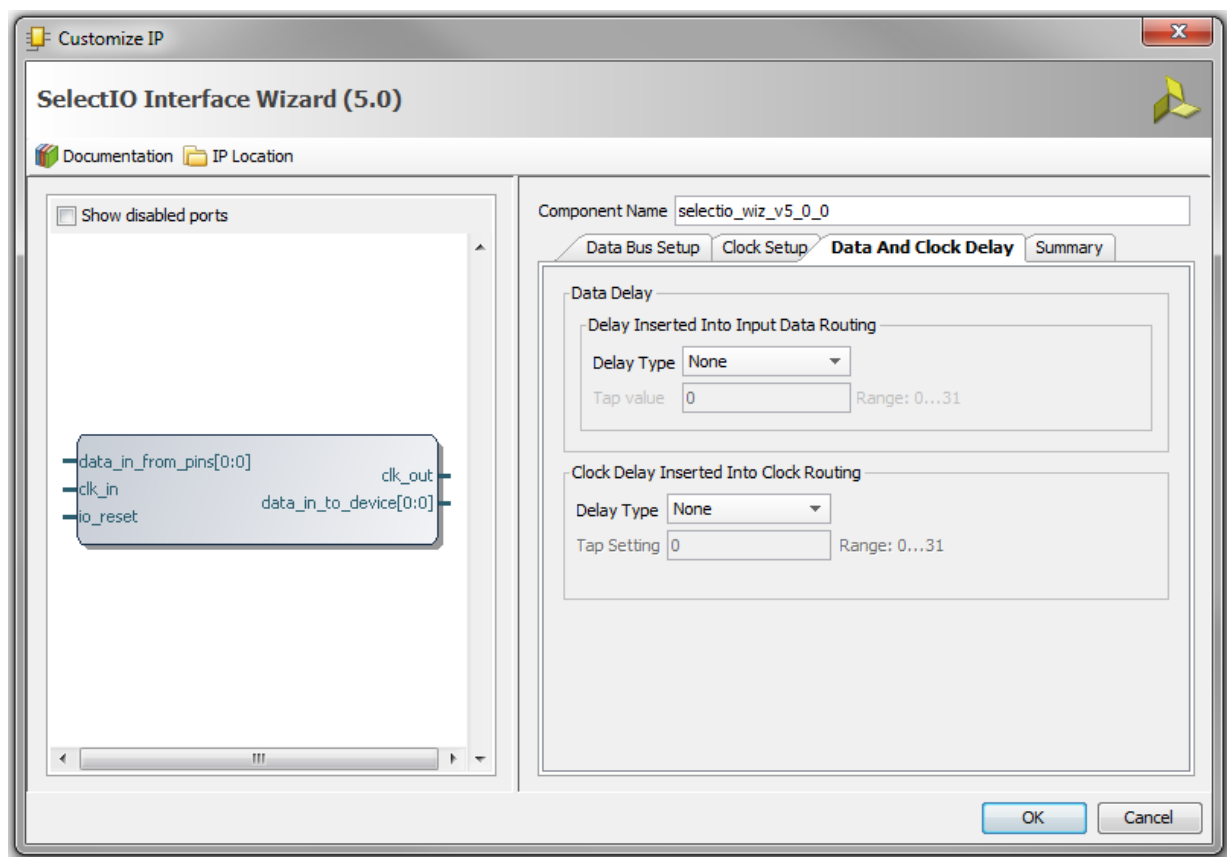 Customize IP
SelectIO Interface Wizard (5.0)
Documentation IP Location
Show disabled ports
data_in_from_pins[0:0]
clk_in
io_reset
clk_out
data_in_to_device[0:0]
Component Name selectio_wiz_v5_0_0
Data Bus Setup Clock Setup Data And Clock Delay Summary
Data Delay
Delay Inserted Into Input Data Routing
Delay Type None
Tap value 0 Range: 0...31
Clock Delay Inserted Into Clock Routing
Delay Type None
Tap Setting 0 Range: 0...31
OK Cancel